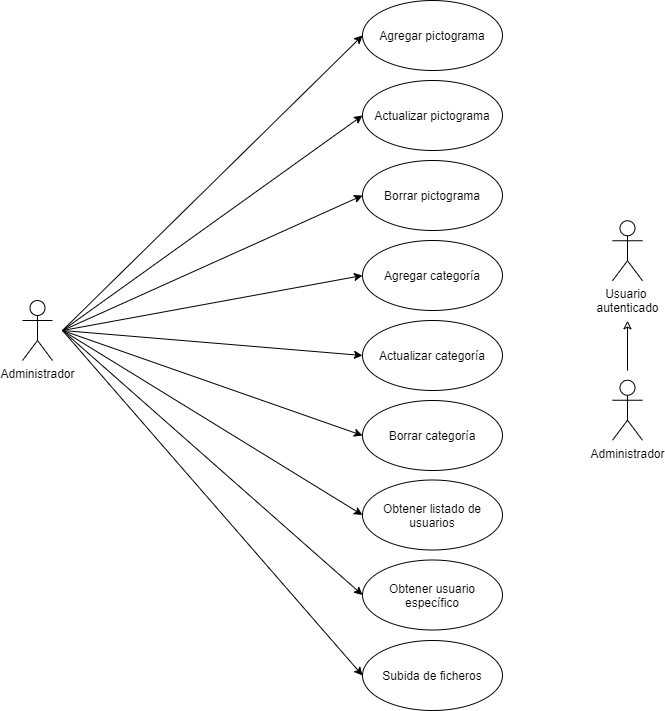 Agregar pictograma
Actualizar pictograma
Borrar pictograma
Agregar categoría
Actualizar categoría
Borrar categoría
Obtener listado de
usuarios
Obtener usuario
específico
Subida de ficheros
Administrador
Usuario
autenticado
Administrador